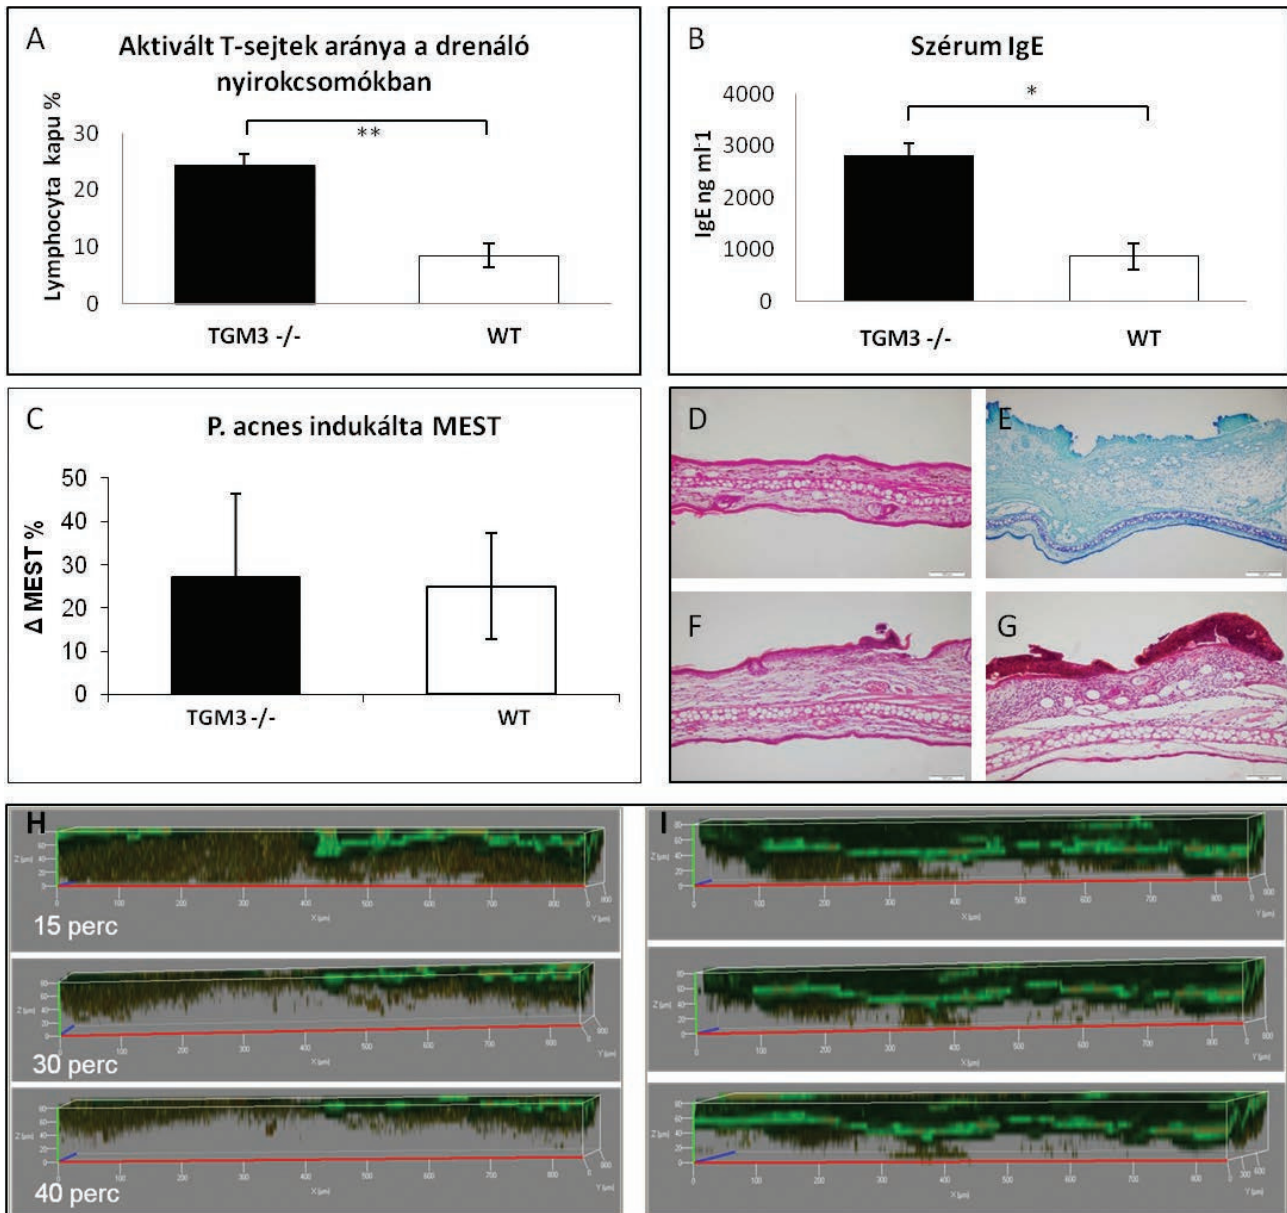 A
Aktivált T-sejtek aránya a drenáló
nyirokcsomókban
Lymphocyta kapu %
30
20
10
0
**
TGM3 -/-
WT
B
Szérum IgE
IgE ng ml-1
4000
3000
2000
1000
0
*
TGM3 -/-
WT
C
P. acnes indukálta MEST
Δ MEST %
50
40
30
20
10
0
TGM3 -/-
WT
D
E
F
G
H
15 perc
30 perc
40 perc
I